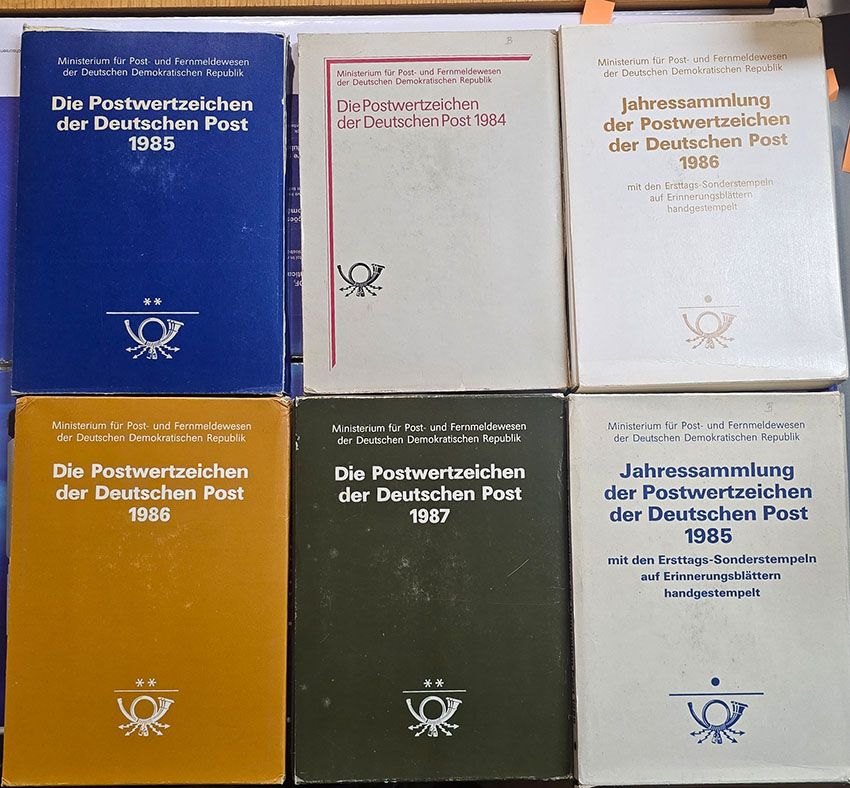 Ministerium für Post- und Fernmeldewesen
der Deutschen Demokratischen Republik
Die Postwertzeichen
der Deutschen Post
1985
**
B
Ministerium für Post- und Fernmeldewesen
der Deutschen Demokratischen Republik
Die Postwertzeichen
der Deutschen Post 1984
Ministerium für Post- und Fernmeldewesen
der Deutschen Demokratischen Republik
Jahressammlung
der Postwertzeichen
der Deutschen Post
1986
mit den Ersttags-Sonderstempeln
auf Erinnerungsblättern
handgestempelt
Ministerium für Post- und Fernmeldewesen
der Deutschen Demokratischen Republik
Die Postwertzeichen
der Deutschen Post
1986
**
Ministerium für Post- und Fernmeldewesen
der Deutschen Demokratischen Republik
Die Postwertzeichen
der Deutschen Post
1987
**
B
Ministerium für Post- und Fernmeldewesen
der Deutschen Demokratischen Republik
Jahressammlung
der Postwertzeichen
der Deutschen Post
1985
mit den Ersttags-Sonderstempeln
auf Erinnerungsblättern
handgestempelt